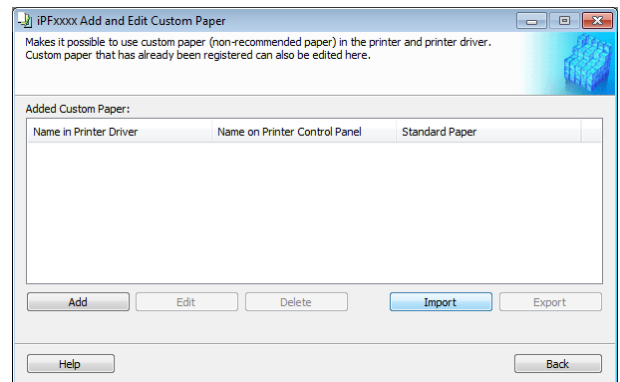 iPFxxxx Add and Edit Custom Paper
Makes it possible to use custom paper (non-recommended paper) in the printer and printer driver.
Custom paper that has already been registered can also be edited here.
Added Custom Paper:
Name in Printer Driver Name on Printer Control Panel Standard Paper
Add Edit Delete Import Export
Help Back